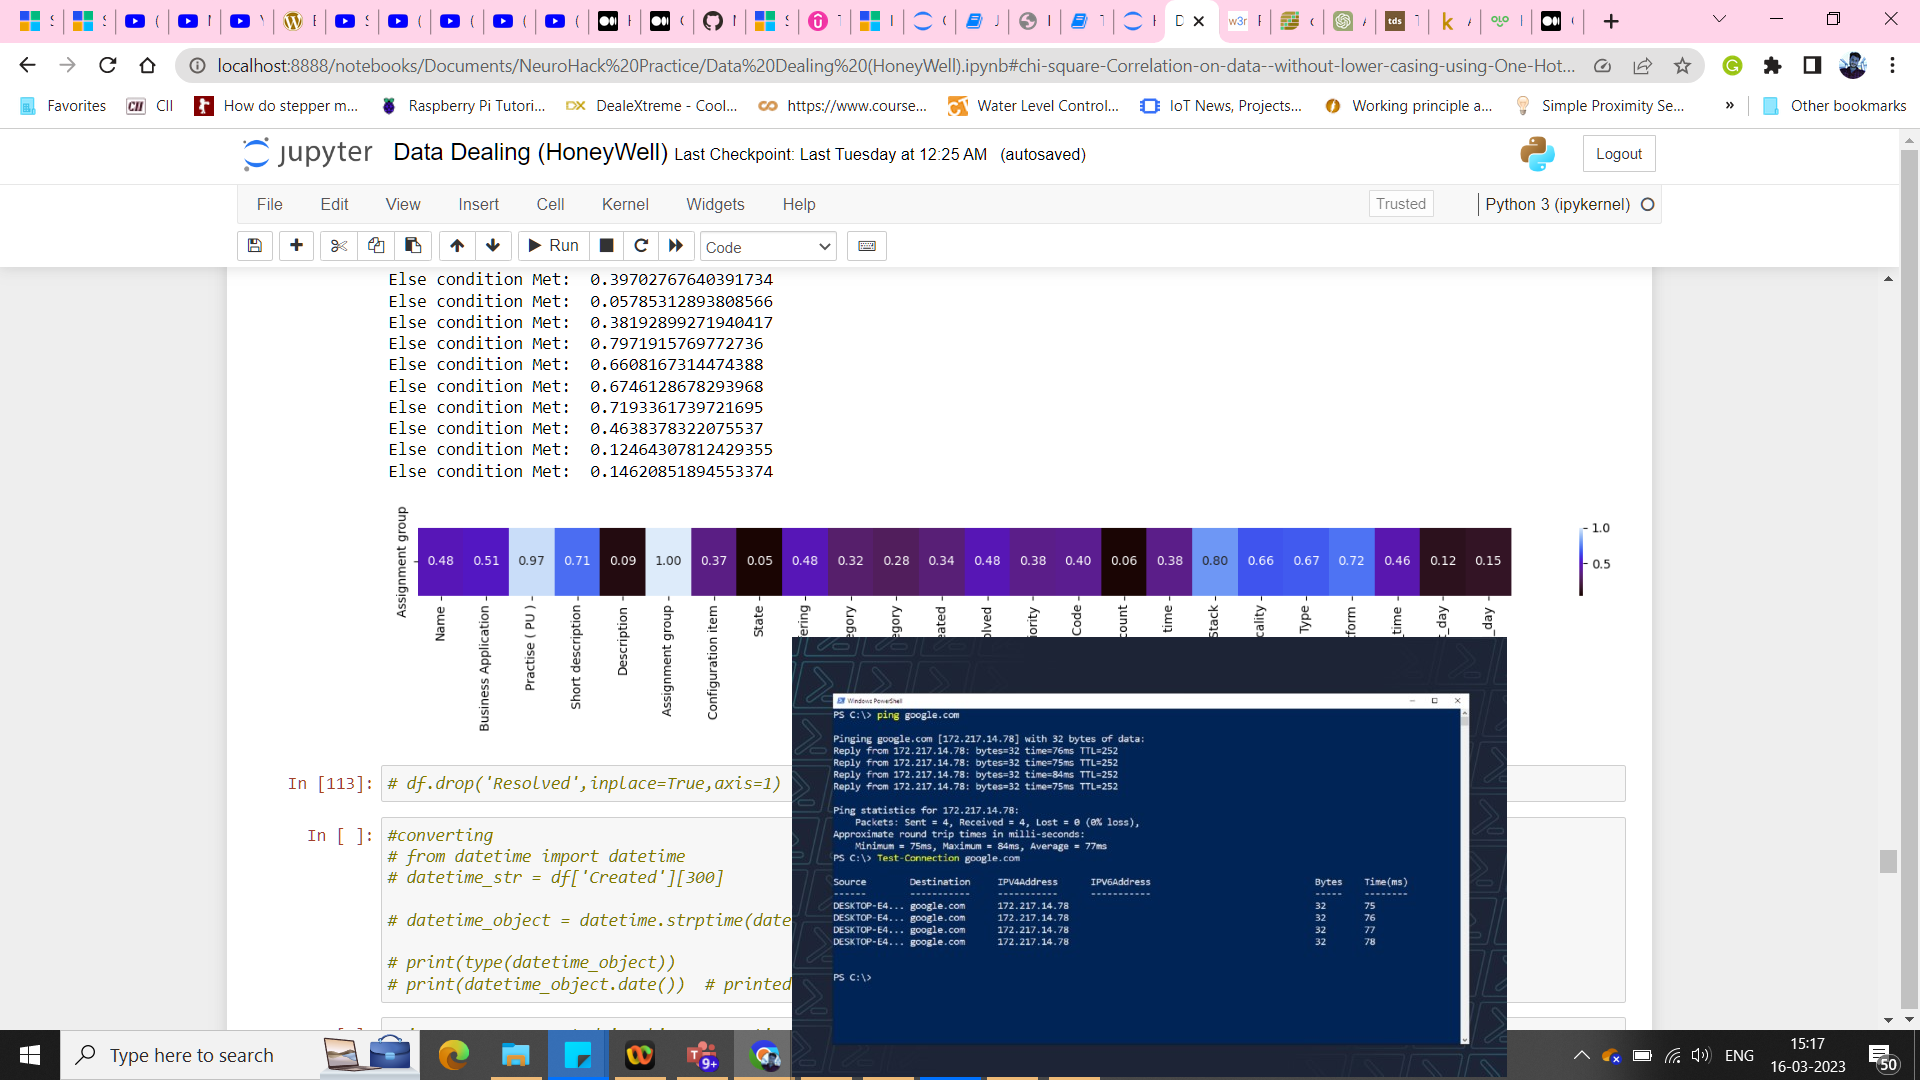 localhost:8888/notebooks/Documents/NeuroHack%20Practice/Data%20Dealing%20(HoneyWell).ipynb#chi-square-Correlation-on-data--without-lower-casing-using-One-Hot...
Favorites CII How do stepper m... Raspberry Pi Tutori... DealeXtreme - Cool... https://www.course... Water Level Control... IoT News, Projects... Working principle a... Simple Proximity Se... » Other bookmarks
jupyter Data Dealing (HoneyWell) Last Checkpoint: Last Tuesday at 12:25 AM (autosaved) Logout
File Edit View Insert Cell Kernel Widgets Help Trusted Python 3 (ipykernel)
Run Code
Else condition Met: 0.39702767640391734
Else condition Met: 0.05785312893808566
Else condition Met: 0.38192899271940417
Else condition Met: 0.7971915769772736
Else condition Met: 0.6608167314474388
Else condition Met: 0.6746128678293968
Else condition Met: 0.7193361739721695
Else condition Met: 0.4638378322075537
Else condition Met: 0.12464307812429355
Else condition Met: 0.14620851894553374
Assignment group
0.48 0.51 0.97 0.71 0.09 1.00 0.37 0.05 0.48 0.32 0.28 0.34 0.48 0.38 0.40 0.06 0.38 0.80 0.66 0.67 0.72 0.46 0.12 0.15
1.0
0.5
Name
Business Application
Practise ( PU )
Short description
Description
Assignment group
Configuration item
State
ering
egory
egory
eated
olved
iority
Code
count
time
Stack
cality
Type
tform
_time
t_day
_day
In [113]: # df.drop('Resolved',inplace=True,axis=1)
In [ ]: #converting
# from datetime import datetime
# datetime_str = df['Created'][300]
# datetime_object = datetime.strptime(date
# print(type(datetime_object))
# print(datetime_object.date()) # printed
Windows PowerShell
PS C:\> ping google.com
Pinging google.com [172.217.14.78] with 32 bytes of data:
Reply from 172.217.14.78: bytes=32 time=76ms TTL=252
Reply from 172.217.14.78: bytes=32 time=75ms TTL=252
Reply from 172.217.14.78: bytes=32 time=84ms TTL=252
Reply from 172.217.14.78: bytes=32 time=75ms TTL=252
Ping statistics for 172.217.14.78:
Packets: Sent = 4, Received = 4, Lost = 0 (0% loss),
Approximate round trip times in milli-seconds:
Minimum = 75ms, Maximum = 84ms, Average = 77ms
PS C:\> Test-Connection google.com
Source Destination IPV4Address IPV6Address Bytes Time(ms)
------ ----------- ----------- ----------- ----- --------
DESKTOP-E4... google.com 172.217.14.78 32 75
DESKTOP-E4... google.com 172.217.14.78 32 76
DESKTOP-E4... google.com 172.217.14.78 32 77
DESKTOP-E4... google.com 172.217.14.78 32 78
PS C:\>
Type here to search 9+ ENG 15:17
16-03-2023 50